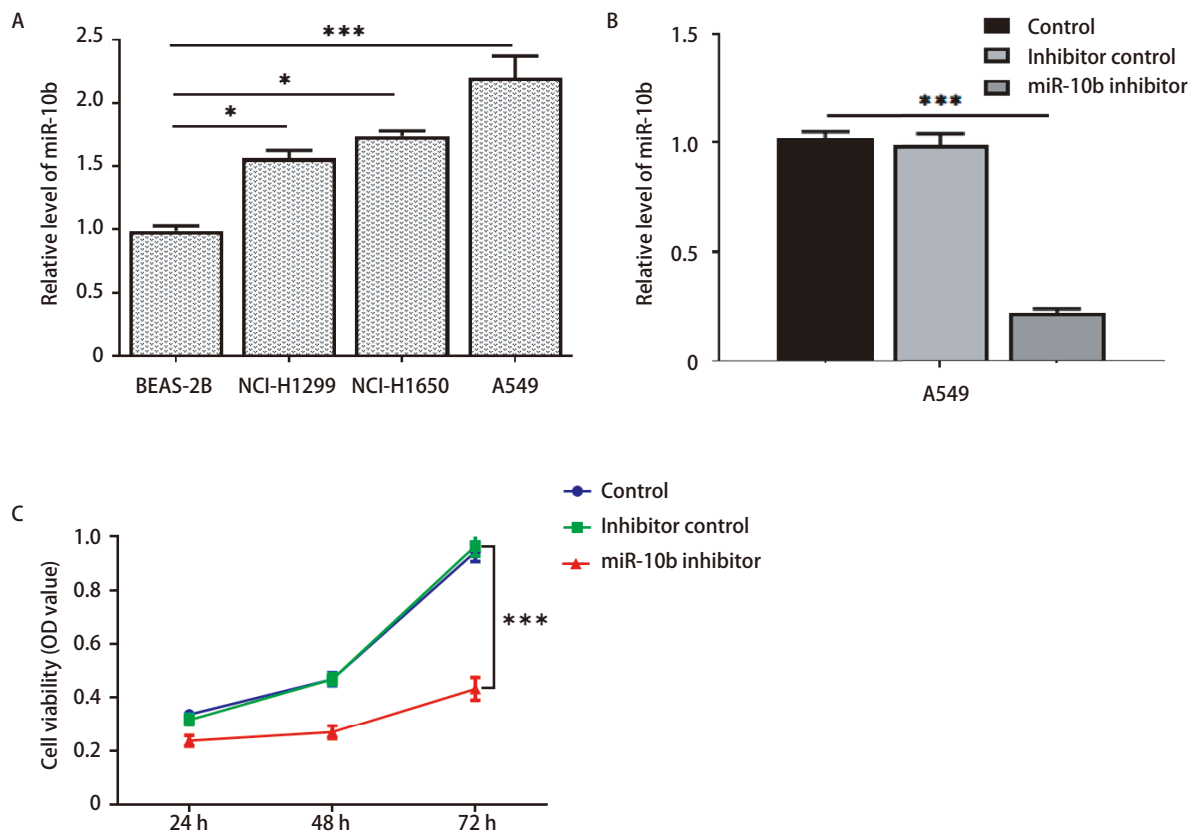 A
Relative level of miR-10b
2.5
2.0
1.5
1.0
0.5
0
***
*
*
BEAS-2B NCI-H1299 NCI-H1650 A549
B
Control
Inhibitor control
miR-10b inhibitor
Relative level of miR-10b
1.5
1.0
0.5
0
***
A549
C
Control
Inhibitor control
miR-10b inhibitor
Cell viability (OD value)
1.0
0.8
0.6
0.4
0.2
0
***
24 h 48 h 72 h